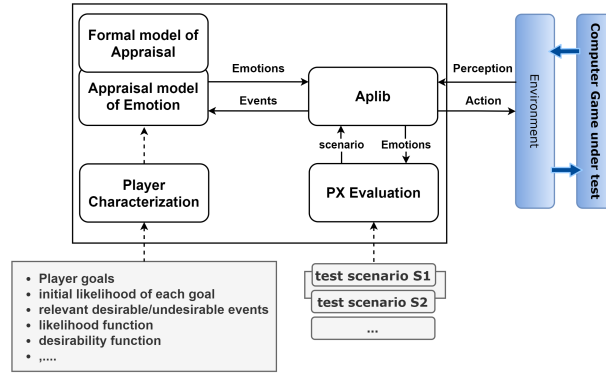 Formal model of
Appraisal
Appraisal model
of Emotion
Emotions
Events
Aplib
Perception
Action
Environment
Computer Game under test
scenario
Emotions
Player
Characterization
PX Evaluation
• Player goals
• initial likelihood of each goal
• relevant desirable/undesirable events
• likelihood function
• desirability function
• ,....
test scenario S1
test scenario S2
...